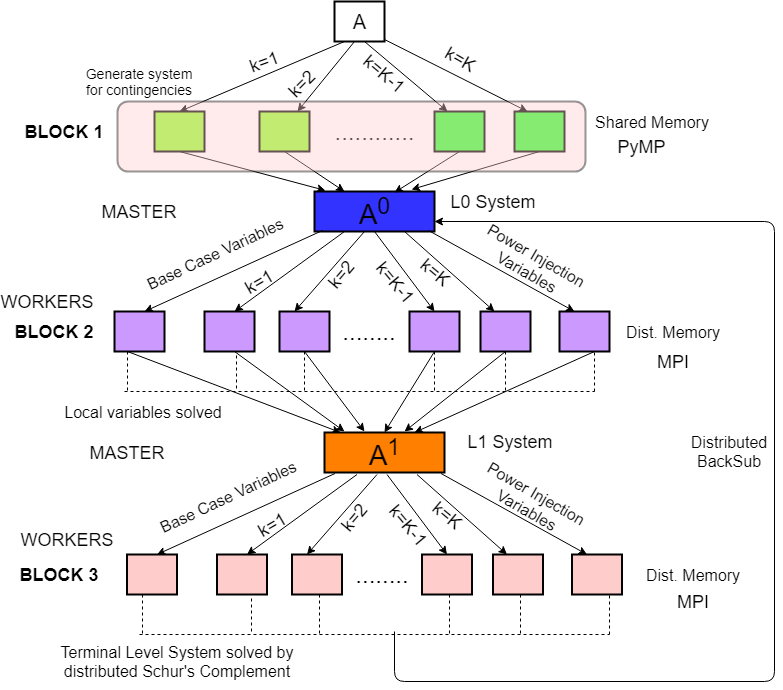 A
k=1
k=2
k=K-1
k=K
Generate system
for contingencies
BLOCK 1
............
Shared Memory
PyMP
MASTER
A0
L0 System
Base Case Variables
k=1
k=2
k=K-1
k=K
Power Injection
Variables
WORKERS
BLOCK 2
........
Dist. Memory
MPI
Local variables solved
MASTER
A1
L1 System
Distributed
BackSub
Base Case Variables
k=1
k=2
k=K-1
k=K
Power Injection
Variables
WORKERS
BLOCK 3
........
Dist. Memory
MPI
Terminal Level System solved by
distributed Schur's Complement